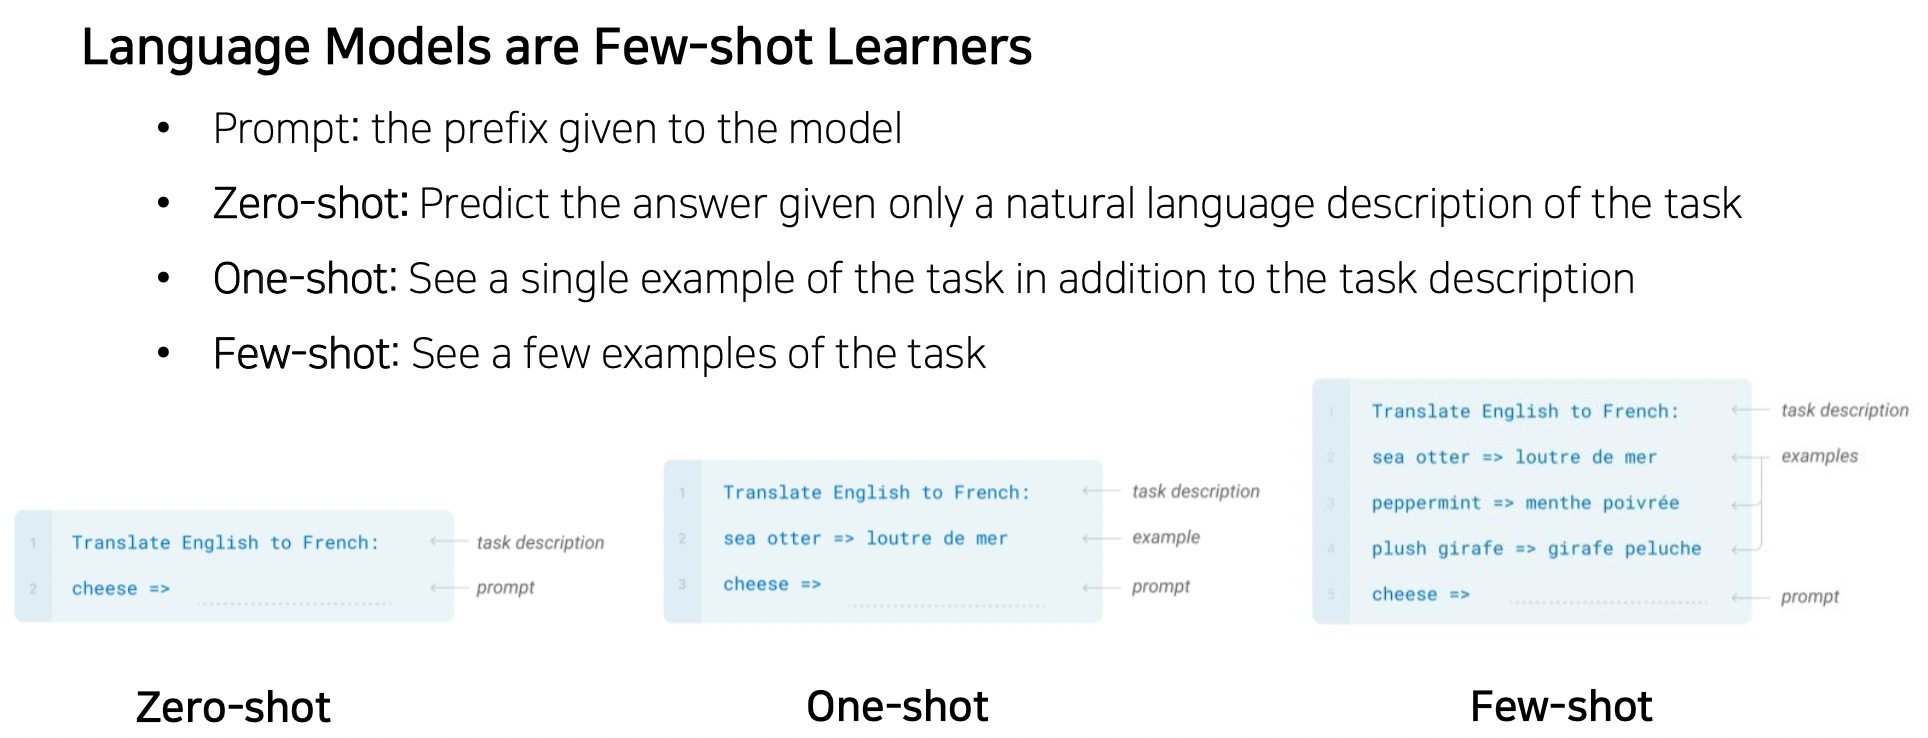 Language Models are Few-shot Learners
• Prompt: the prefix given to the model
• Zero-shot: Predict the answer given only a natural language description of the task
• One-shot: See a single example of the task in addition to the task description
• Few-shot: See a few examples of the task
1 Translate English to French: task description
2 cheese => prompt
Zero-shot
1 Translate English to French: task description
2 sea otter => loutre de mer example
3 cheese => prompt
One-shot
1 Translate English to French: task description
2 sea otter => loutre de mer examples
3 peppermint => menthe poivrée
4 plush girafe => girafe peluche
5 cheese => prompt
Few-shot